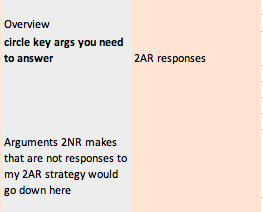 Overview
circle key args you need
to answer
2AR responses
Arguments 2NR makes
that are not responses to
my 2AR strategy would
go down here